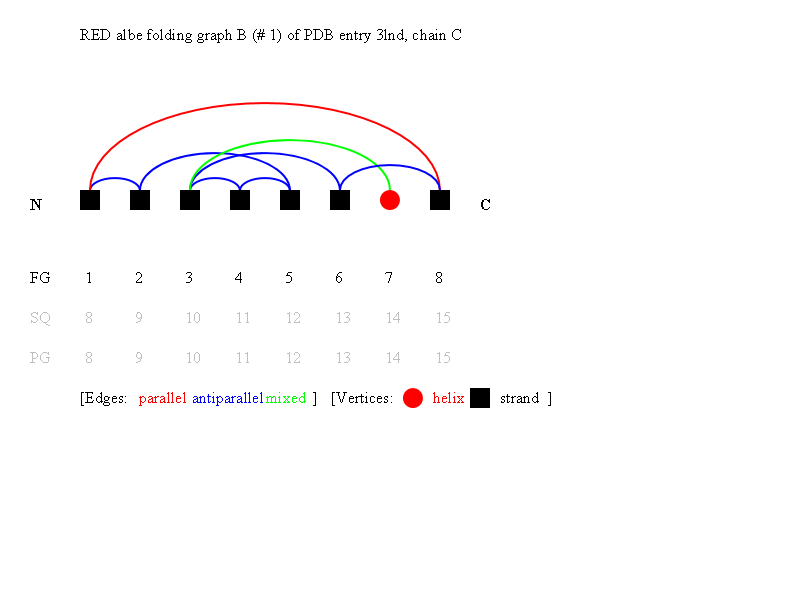 RED albe folding graph B (# 1) of PDB entry 3lnd, chain C
N C
FG 1 2 3 4 5 6 7 8
SQ 8 9 10 11 12 13 14 15
PG 8 9 10 11 12 13 14 15
[Edges: parallel antiparallel mixed ] [Vertices: helix strand ]